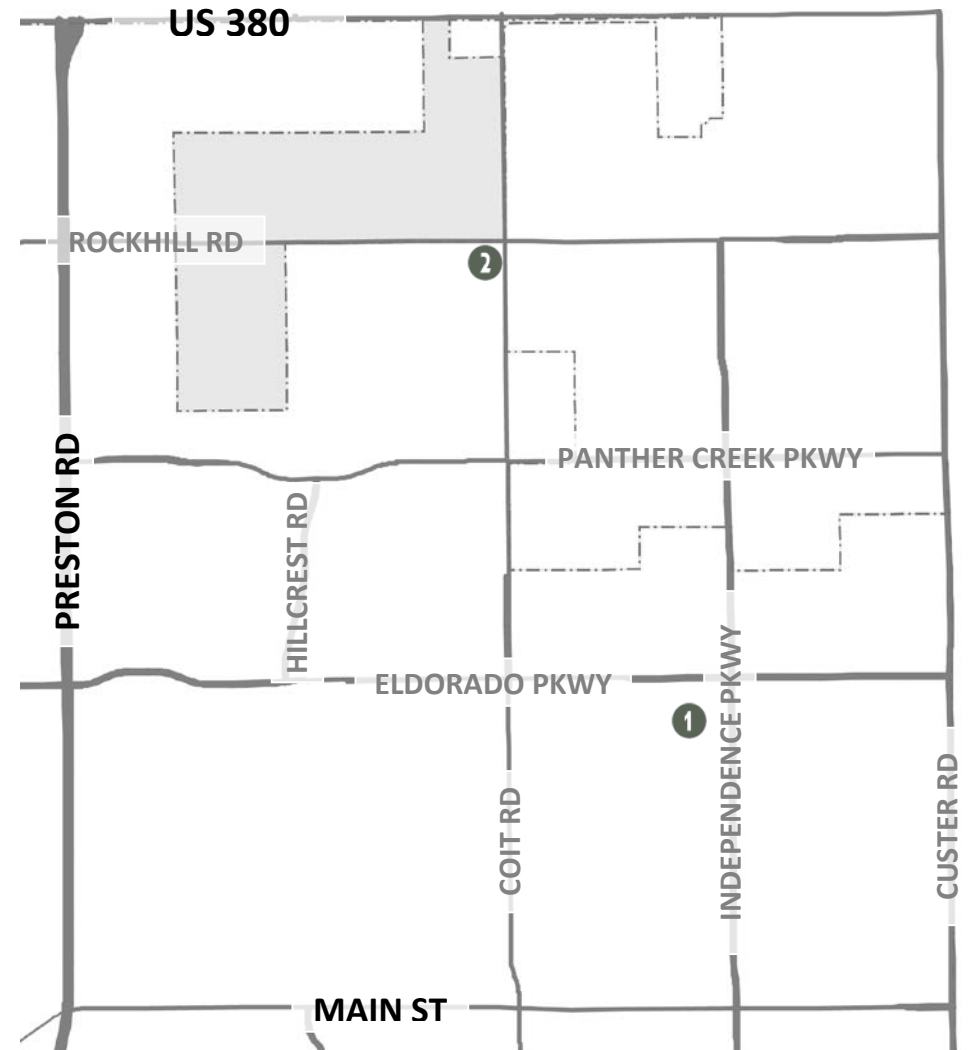 US 380
ROCKHILL RD
2
PRESTON RD
PANTHER CREEK PKWY
HILLCREST RD
ELDORADO PKWY
1
INDEPENDENCE PKWY
COIT RD
CUSTER RD
MAIN ST